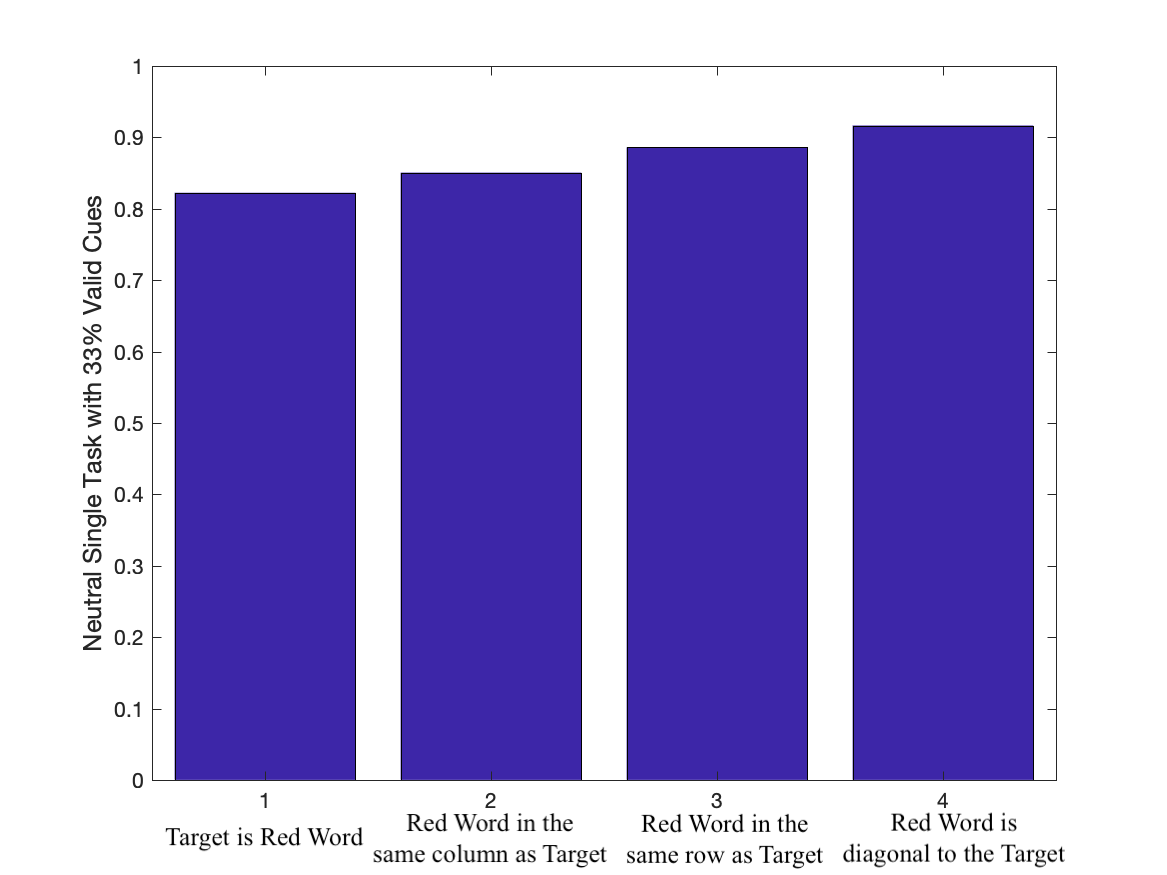 Neutral Single Task with 33% Valid Cues
1
0.9
0.8
0.7
0.6
0.5
0.4
0.3
0.2
0.1
0
1
2
3
4
Target is Red Word
Red Word in the
same column as Target
Red Word in the
same row as Target
Red Word is
diagonal to the Target